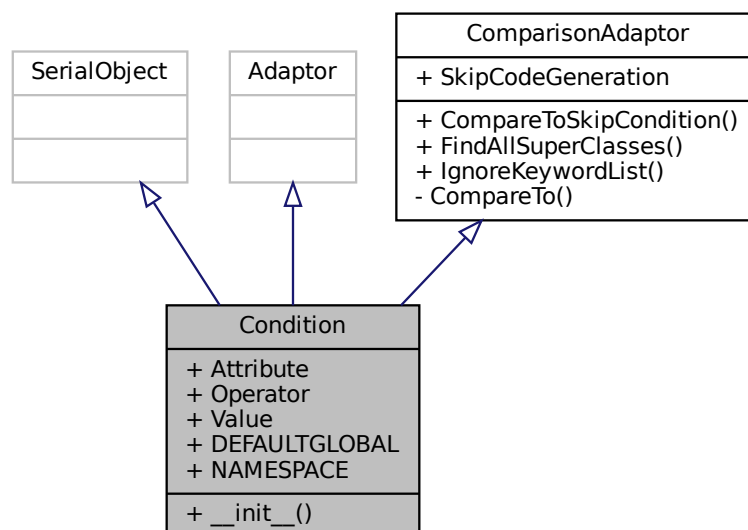 SerialObject
Adaptor
ComparisonAdaptor
+ SkipCodeGeneration
+ CompareToSkipCondition()
+ FindAllSuperClasses()
+ IgnoreKeywordList()
- CompareTo()
Condition
+ Attribute
+ Operator
+ Value
+ DEFAULTGLOBAL
+ NAMESPACE
+ __init__()